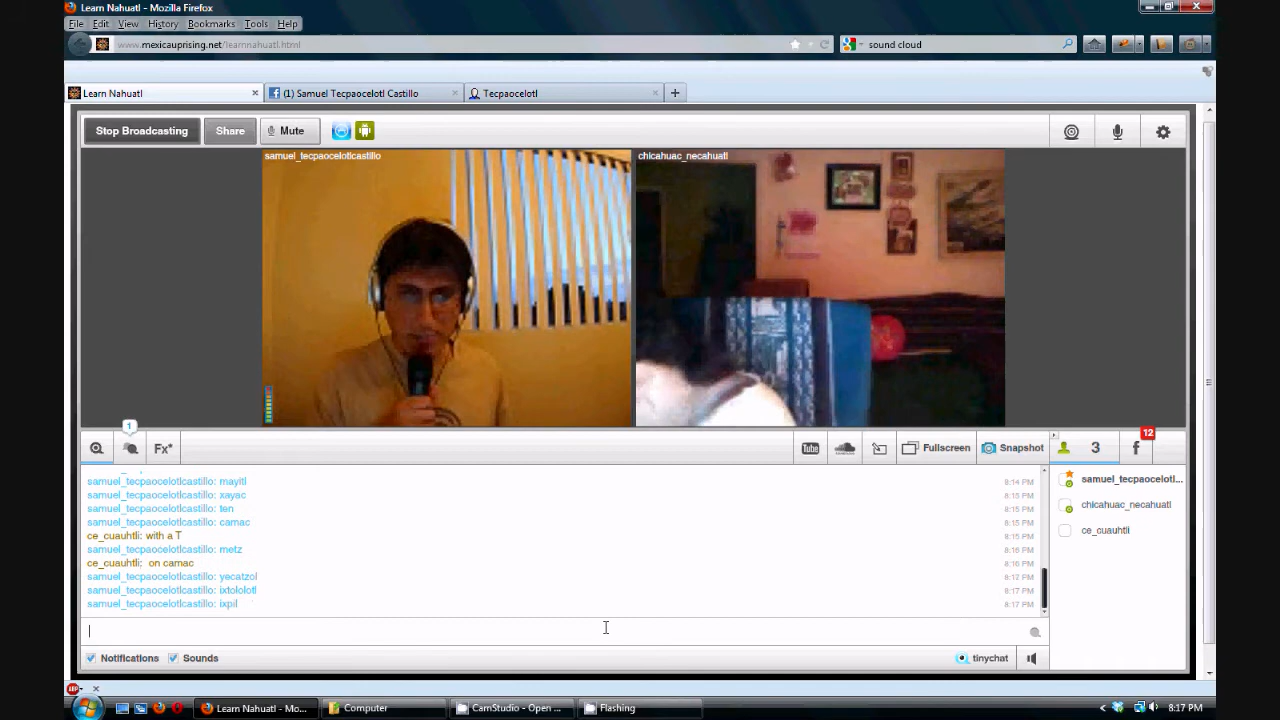 Learn Nahuatl - Mozilla Firefox
File Edit View History Bookmarks Tools Help
www.mexicauprising.net/learnnahuatl.html
sound cloud
Learn Nahuatl
(1) Samuel Tecpaocelotl Castillo
Tecpaocelotl
Stop Broadcasting
Share
Mute
samuel_tecpaocelotlcastillo
chicahuac_necahuatl
1
Fx*
You Tube
Fullscreen
Snapshot
3
12
samuel_tecpaocelotlcastillo: mayitl 8:14 PM
samuel_tecpaocelotlcastillo: xayac 8:15 PM
samuel_tecpaocelotlcastillo: ten 8:15 PM
samuel_tecpaocelotlcastillo: camac 8:15 PM
ce_cuauhtli: with a T 8:15 PM
samuel_tecpaocelotlcastillo: metz 8:16 PM
ce_cuauhtli: on camac 8:16 PM
samuel_tecpaocelotlcastillo: yecatzol 8:17 PM
samuel_tecpaocelotlcastillo: ixtololotl 8:17 PM
samuel_tecpaocelotlcastillo: ixpil 8:17 PM
samuel_tecpaocelotl...
chicahuac_necahuatl
ce_cuauhtli
Notifications
Sounds
tinychat
ABP
Learn Nahuatl - Mo...
Computer
CamStudio - Open ...
Flashing
8:17 PM